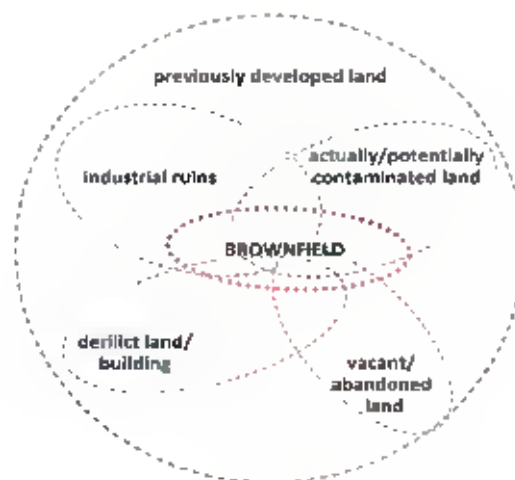 previously developed land
industrial ruins
actually/potentially
contaminated land
BROWNFIELD
derilict land/
building
vacant/
abandoned
land